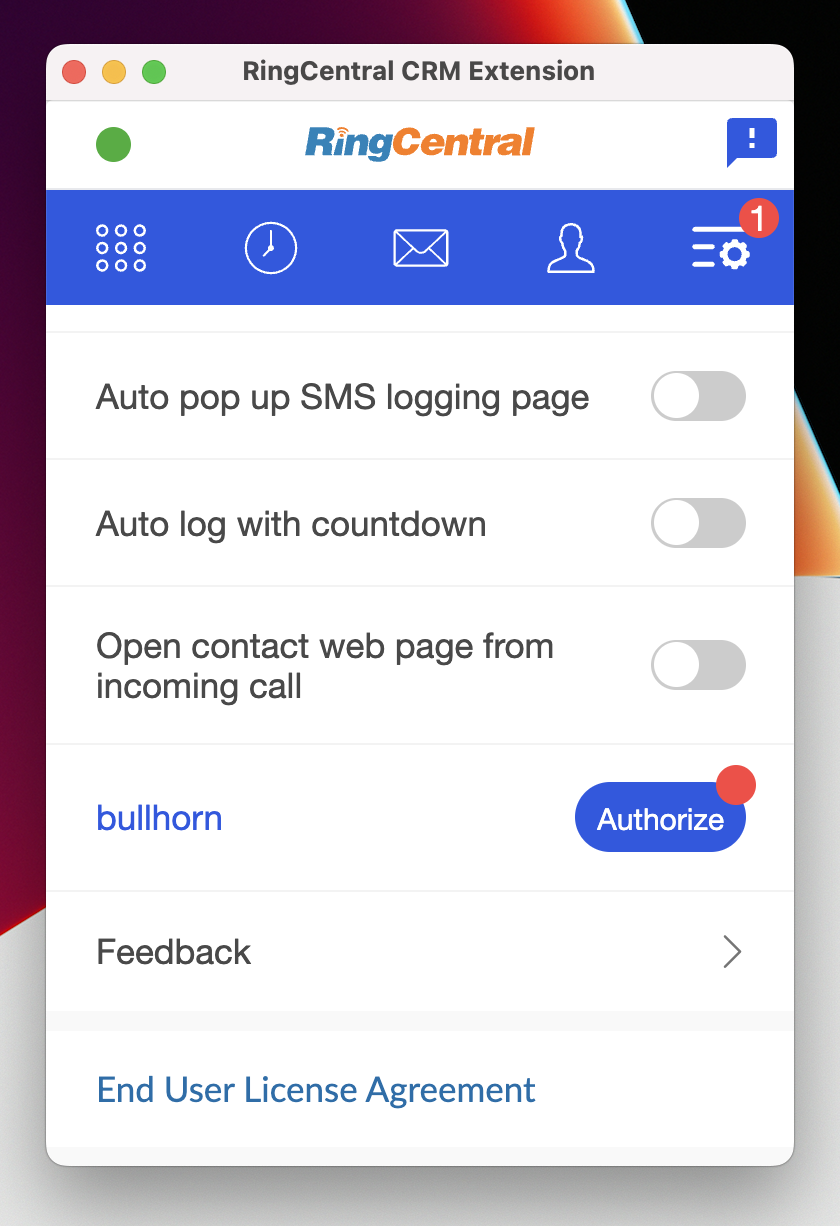 RingCentral CRM Extension
RingCentral
!
1
Auto pop up SMS logging page
Auto log with countdown
Open contact web page from
incoming call
bullhorn
Authorize
Feedback
End User License Agreement